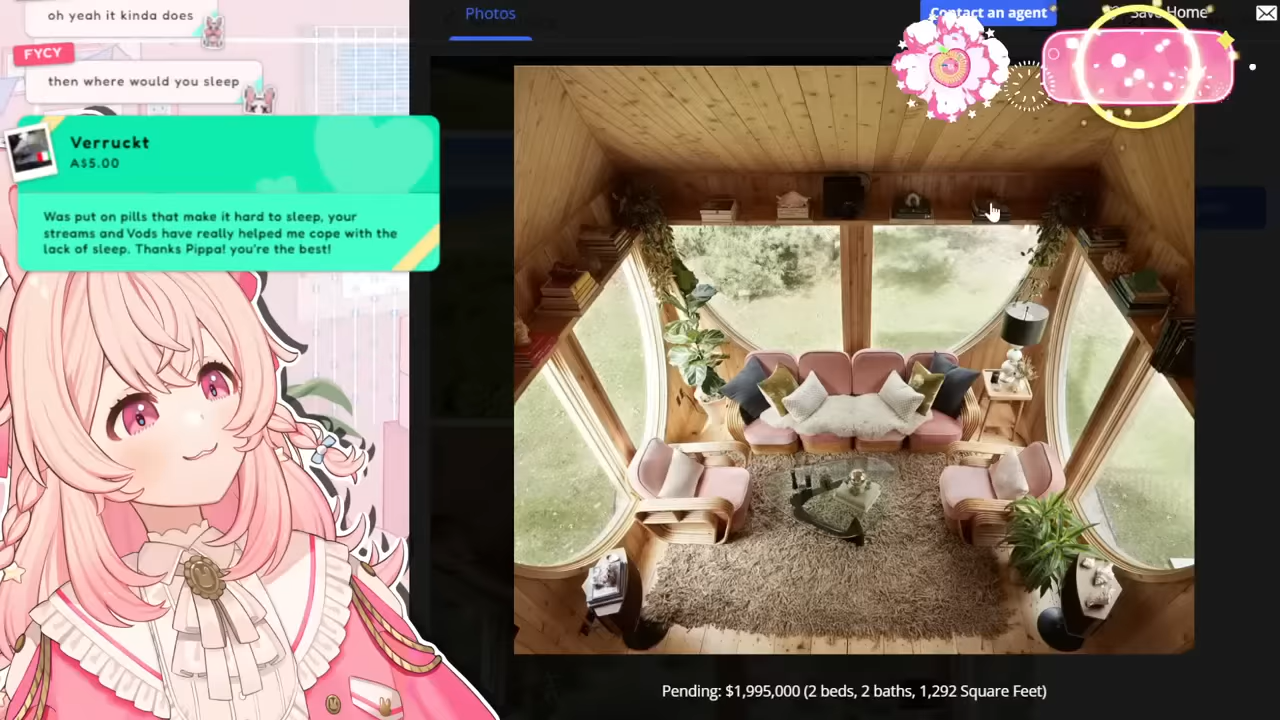 oh yeah it kinda does
FYCY
then where would you sleep
Verruckt
A$5.00
Was put on pills that make it hard to sleep, your
streams and Vods have really helped me cope with the
lack of sleep. Thanks Pippa! you're the best!
Photos
Contact an agent
Save Home
Pending: $1,995,000 (2 beds, 2 baths, 1,292 Square Feet)